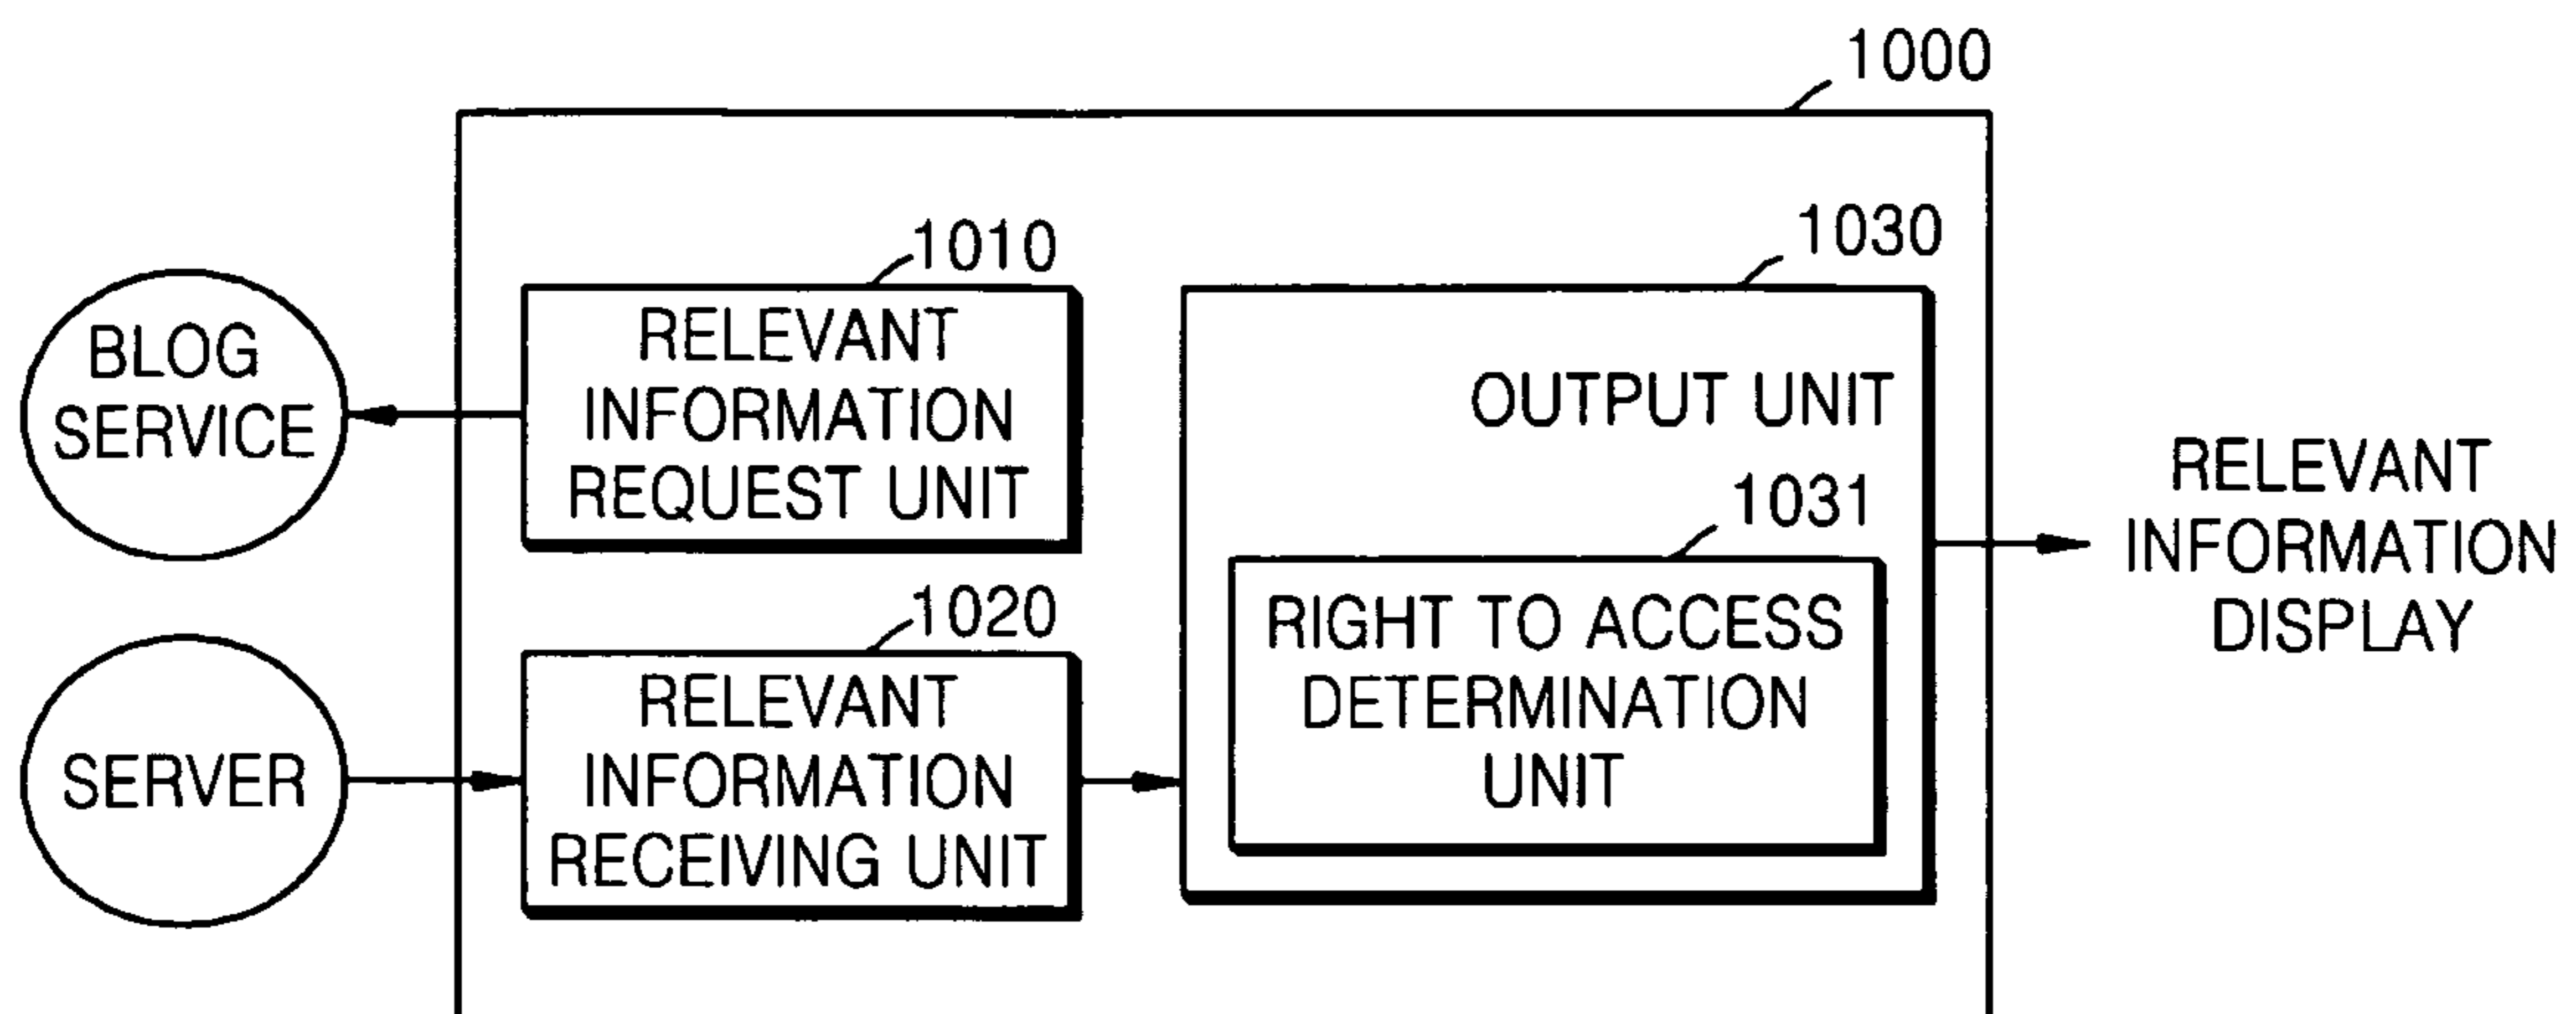 1000
1010
1030
BLOG
SERVICE
RELEVANT
INFORMATION
REQUEST UNIT
OUTPUT UNIT
1031
RIGHT TO ACCESS
DETERMINATION
UNIT
1020
SERVER
RELEVANT
INFORMATION
RECEIVING UNIT
RELEVANT
INFORMATION
DISPLAY